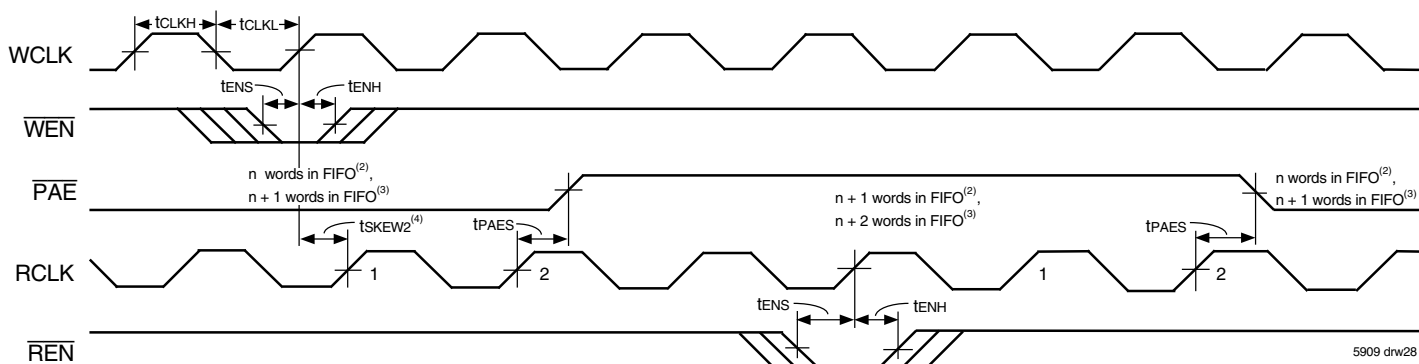 tCLKH
tCLKL
WCLK
tENS
tENH
WEN
n words in FIFO(2),
n + 1 words in FIFO(3)
PAE
n + 1 words in FIFO(2),
n + 2 words in FIFO(3)
n words in FIFO(2),
n + 1 words in FIFO(3)
tSKEW2(4)
tPAES
tPAES
RCLK
1
2
1
2
tENS
tENH
REN
5909 drw28